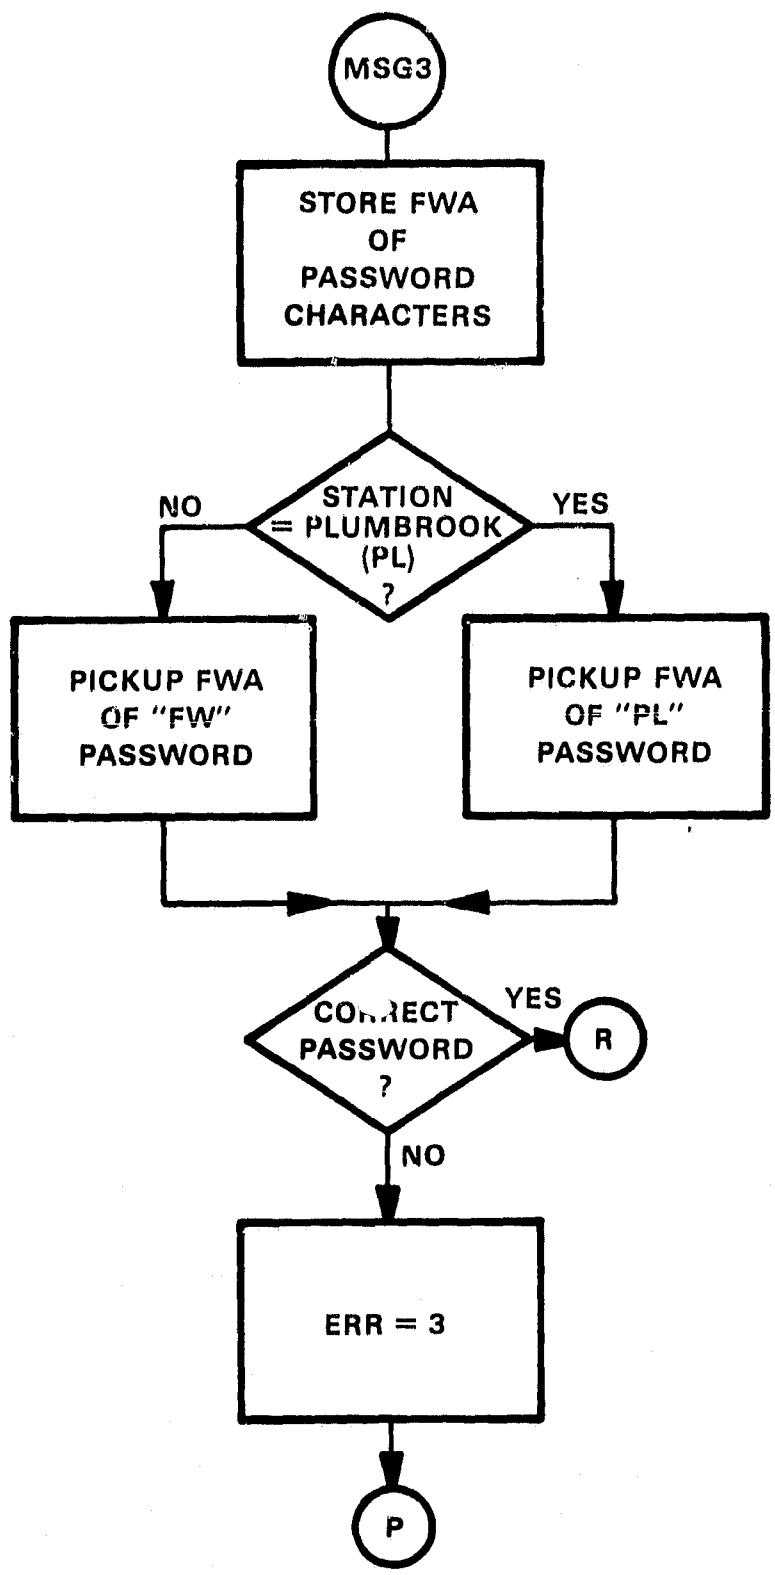 MSG3
STORE FWA
OF
PASSWORD
CHARACTERS
STATION
= PLUMBROOK
(PL)
?
NO
YES
PICKUP FWA
OF "FW"
PASSWORD
PICKUP FWA
OF "PL"
PASSWORD
CORRECT
PASSWORD
?
YES
R
NO
ERR = 3
P